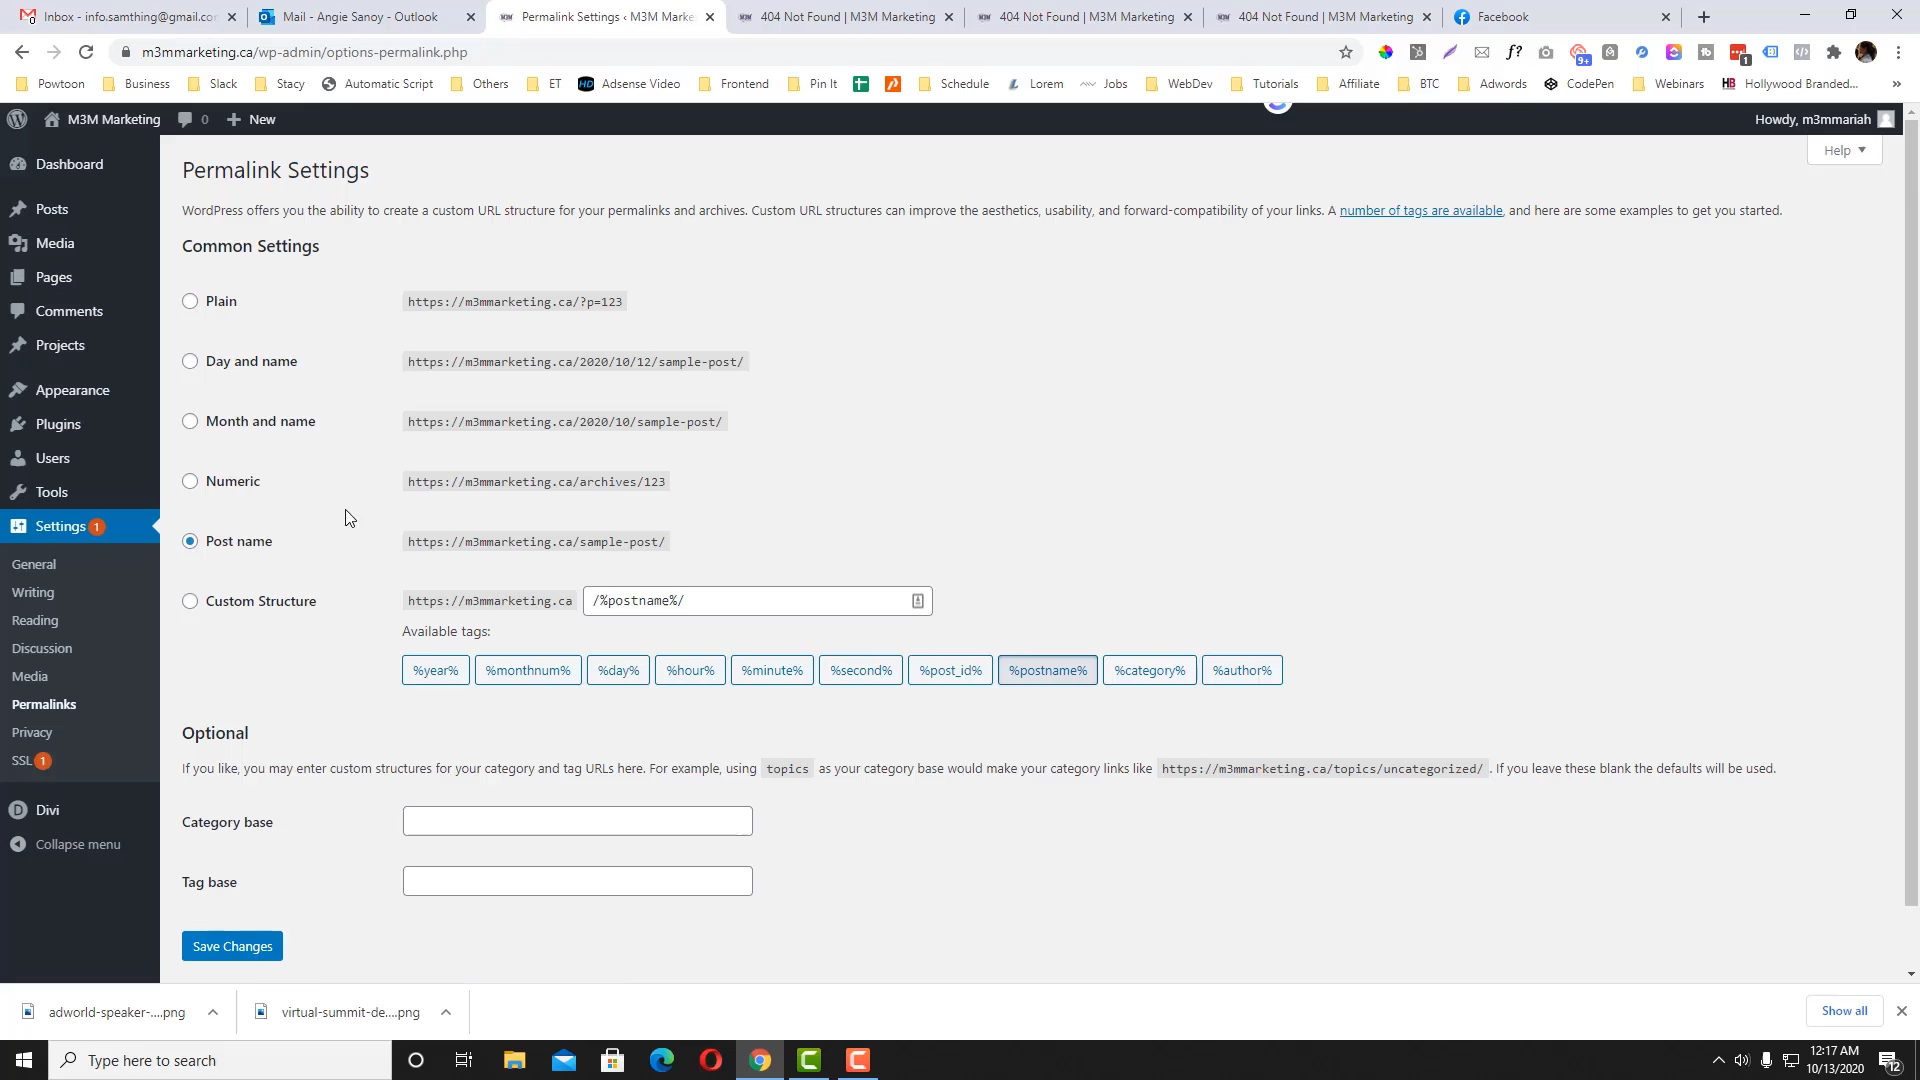 Inbox - info.samthing@gmail.co
Mail - Angie Sanoy - Outlook
Permalink Settings ‹ M3M Marke
404 Not Found | M3M Marketing
404 Not Found | M3M Marketing
404 Not Found | M3M Marketing
Facebook
m3mmarketing.ca/wp-admin/options-permalink.php
f?
9+
1
Powtoon
Business
Slack
Stacy
Automatic Script
Others
ET
HD
Adsense Video
Frontend
Pin It
Schedule
Lorem
Jobs
WebDev
Tutorials
Affiliate
BTC
Adwords
CodePen
Webinars
HB
Hollywood Branded...
»
M3M Marketing
0
New
Howdy, m3mmariah
Dashboard
Posts
Media
Pages
Comments
Projects
Appearance
Plugins
Users
Tools
Settings 1
General
Writing
Reading
Discussion
Media
Permalinks
Privacy
SSL 1
D Divi
Collapse menu
Help
Permalink Settings
WordPress offers you the ability to create a custom URL structure for your permalinks and archives. Custom URL structures can improve the aesthetics, usability, and forward-compatibility of your links. A number of tags are available, and here are some examples to get you started.
Common Settings
Plain https://m3mmarketing.ca/?p=123
Day and name https://m3mmarketing.ca/2020/10/12/sample-post/
Month and name https://m3mmarketing.ca/2020/10/sample-post/
Numeric https://m3mmarketing.ca/archives/123
Post name https://m3mmarketing.ca/sample-post/
Custom Structure https://m3mmarketing.ca /%postname%/
Available tags:
%year% %monthnum% %day% %hour% %minute% %second% %post_id% %postname% %category% %author%
Optional
If you like, you may enter custom structures for your category and tag URLs here. For example, using topics as your category base would make your category links like https://m3mmarketing.ca/topics/uncategorized/ . If you leave these blank the defaults will be used.
Category base
Tag base
Save Changes
adworld-speaker-....png
virtual-summit-de....png
Show all
Type here to search
12:17 AM
10/13/2020
12